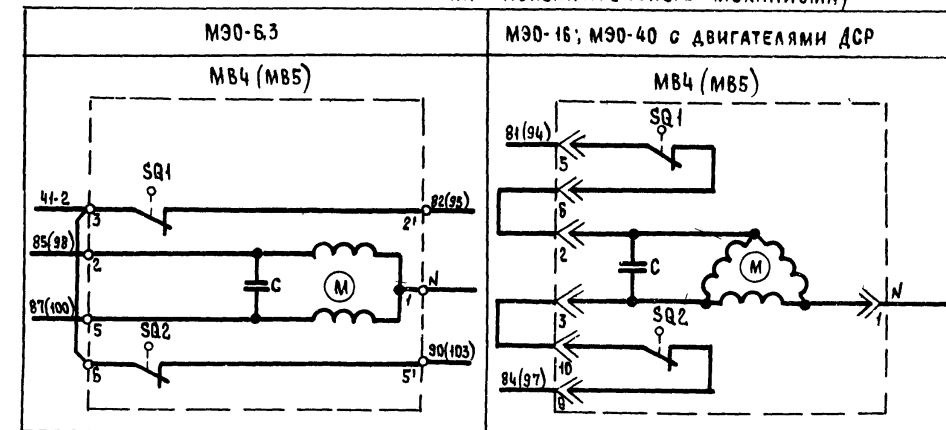 МЭО-6,3
МЭО-16; МЭО-40 С ДВИГАТЕЛЯМИ ДСР
МВ4 (МВ5)
МВ4 (МВ5)
SQ1
81(94)
5
SQ1
41-2
3
2'
82(95)
6
85(98)
2
2
C
M
C
M
1
N
N
87(100)
5
3
1
SQ2
SQ2
6
5'
90(103)
10
84(97)
9